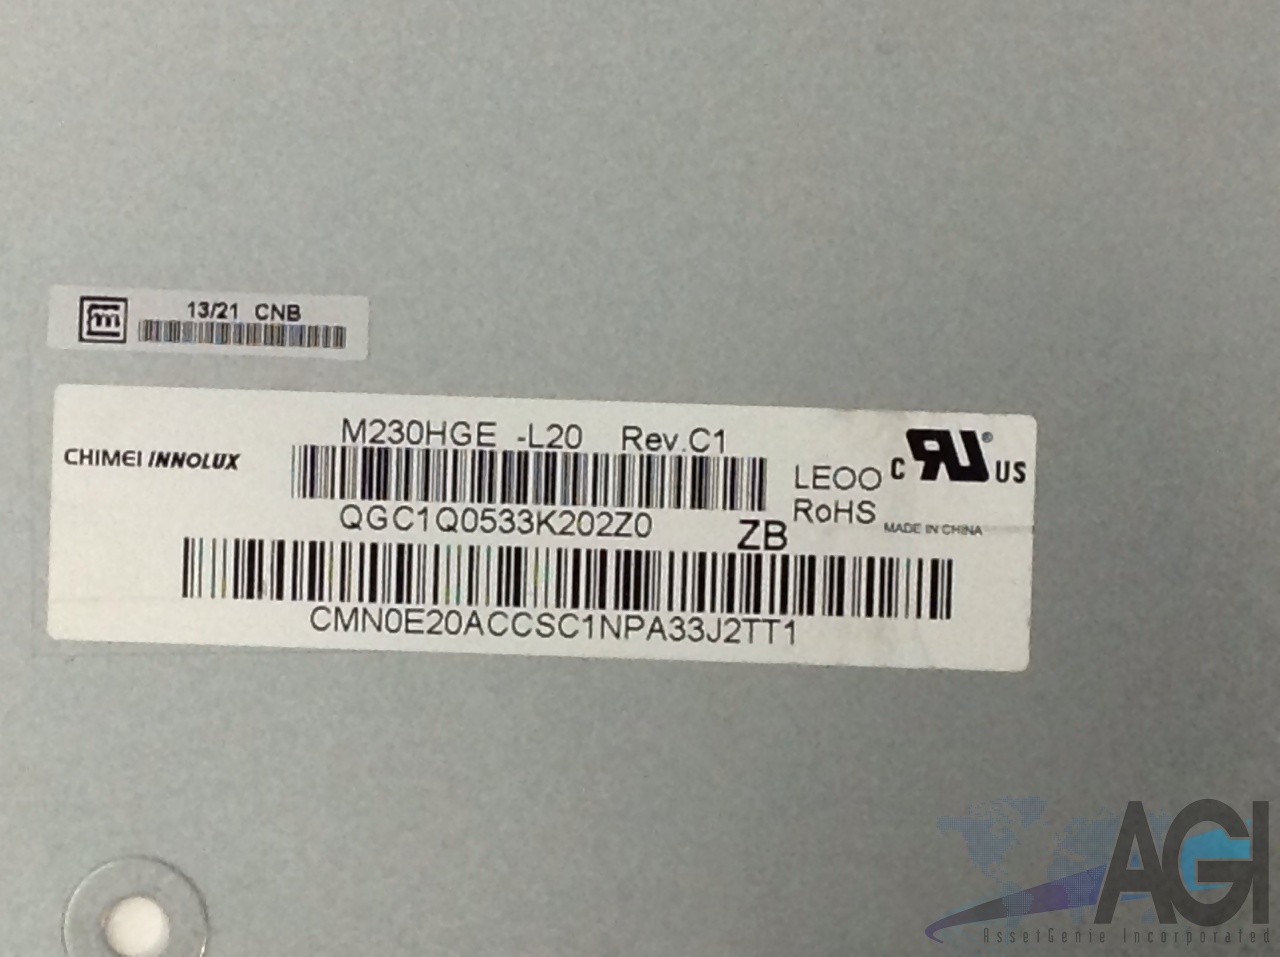 13/21 CNB
M230HGE -L20 Rev.C1
CHIMEI INNOLUX
QGC1Q0533K202Z0
ZB
LEOO
RoHS
C RU® US
MADE IN CHINA
CMN0E20ACCSC1NPA33J2TT1
AGI
AssetGenie Incorporated